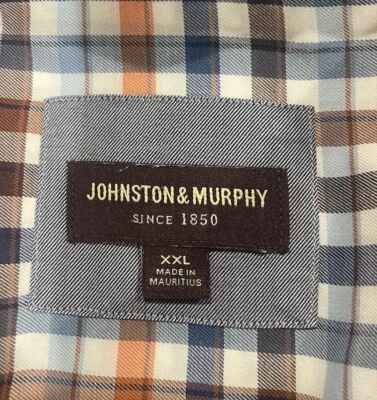 JOHNSTON & MURPHY
SINCE 1850
XXL
MADE IN
MAURITIUS